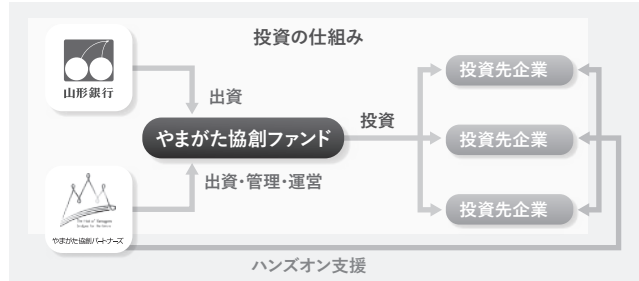 投資の仕組み
山形銀行
出資
投資
やまがた協創ファンド
出資・管理・運営
やまがた協創パートナーズ
投資先企業
投資先企業
投資先企業
ハンズオン支援